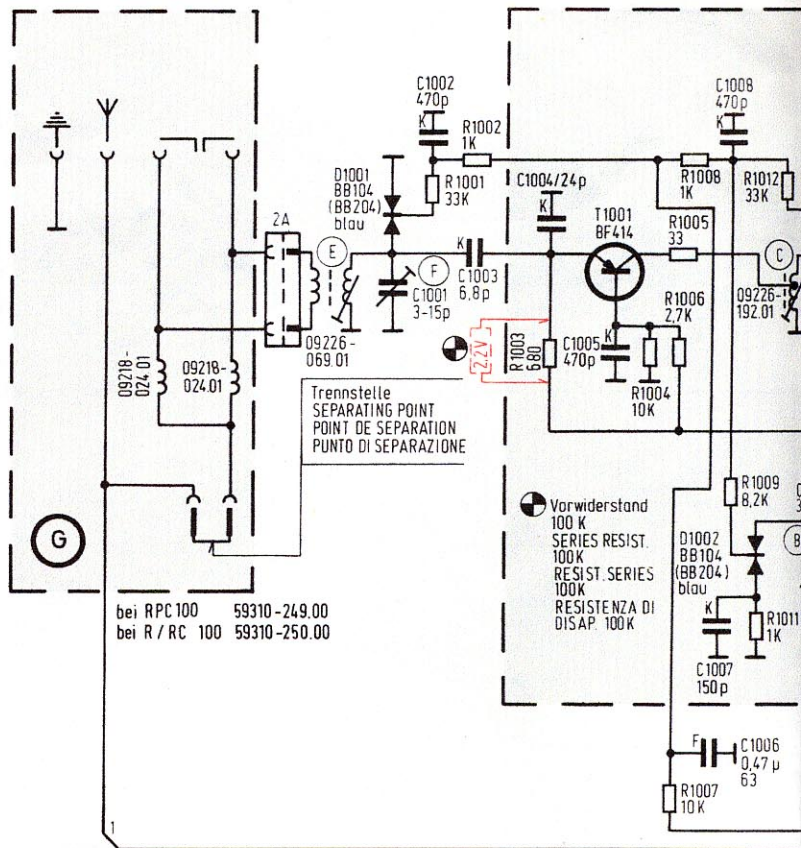 C1002
470p
K
R1002
1K
D1001
BB104
(BB204)
blau
R1001
33K
C1008
470p
K
R1008
1K
R1012
33K
C1004/24p
K
T1001
BF414
R1005
33
2A
E
F
K
C1003
6,8p
C1001
3-15p
C
09226-
192.01
R1006
2,7K
09226-
069.01
2.2V
R1003
680
C1005
470p
K
R1004
10K
09218-
024.01
09218-
024.01
Trennstelle
SEPARATING POINT
POINT DE SEPARATION
PUNTO DI SEPARAZIONE
G
Vorwiderstand
100 K
SERIES RESIST.
100K
RESIST. SERIES
100K
RESISTENZA DI
DISAP. 100K
R1009
8,2K
D1002
BB104
(BB204)
blau
B
K
R1011
1K
C1007
150p
bei RPC 100 59310-249.00
bei R / RC 100 59310-250.00
F
C1006
0,47 µ
63
R1007
10K
1